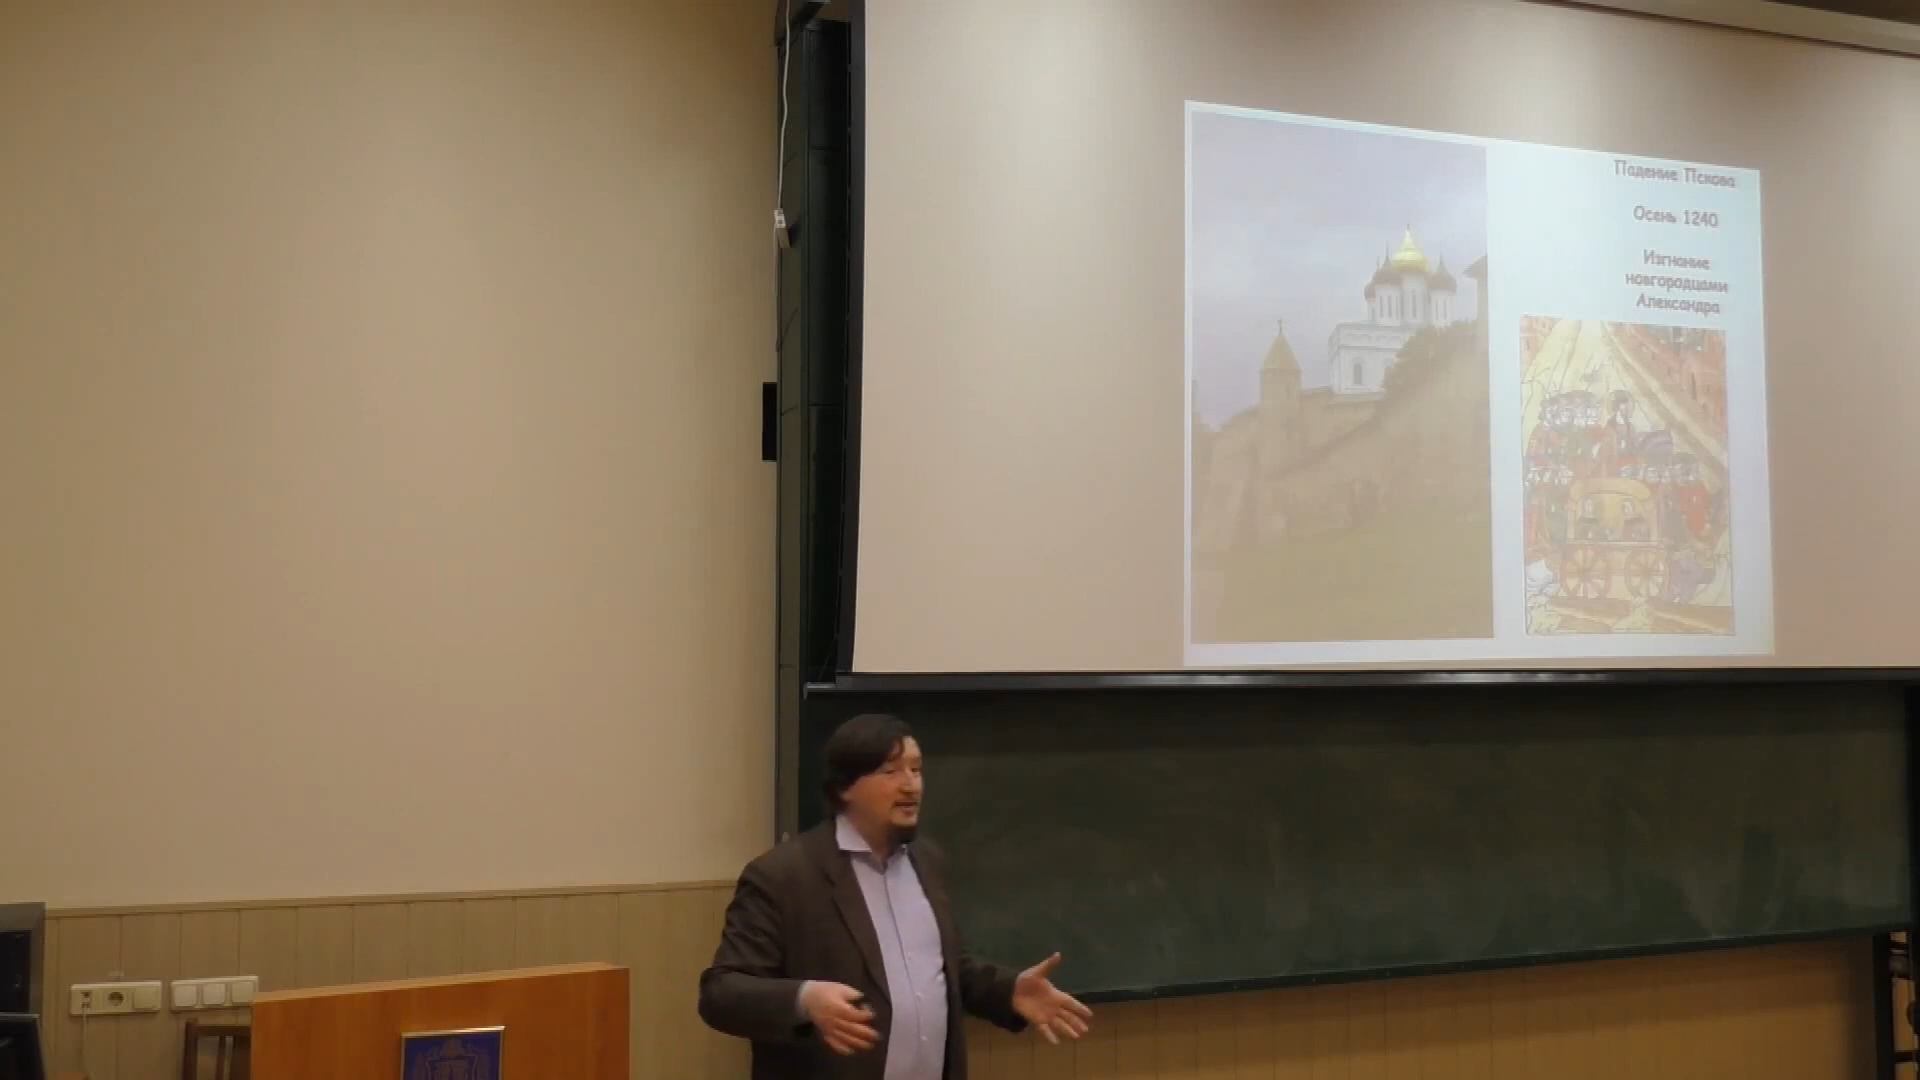 Падение Пскова
Осень 1240
Изгнание
новгородцами
Александра